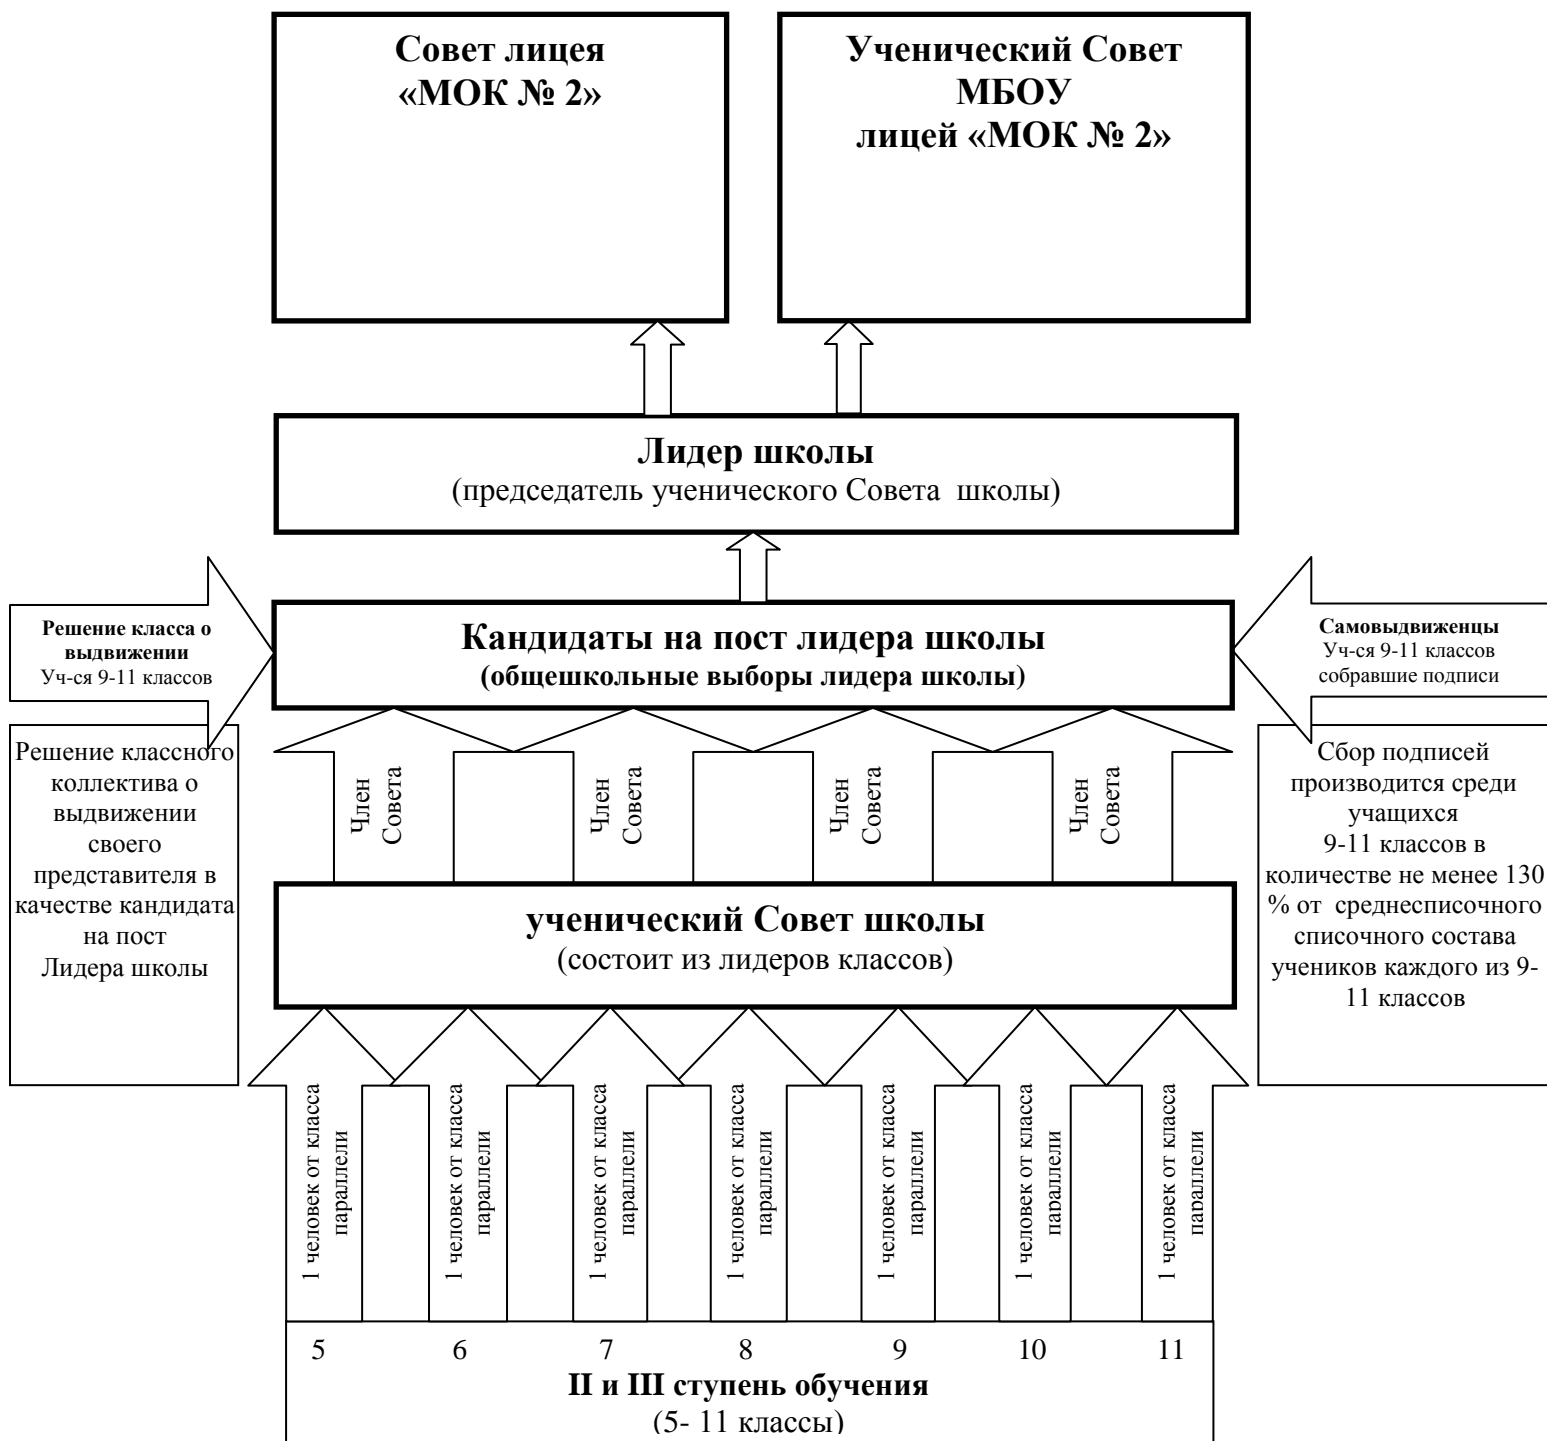 Совет лицея
«МОК № 2»
Ученический Совет
МБОУ
лицей «МОК № 2»
Лидер школы
(председатель ученического Совета школы)
Решение класса о
выдвижении
Уч-ся 9-11 классов
Кандидаты на пост лидера школы
(общешкольные выборы лидера школы)
Самовыдвиженцы
Уч-ся 9-11 классов
собравшие подписи
Решение классного
коллектива о
выдвижении
своего
представителя в
качестве кандидата
на пост
Лидера школы
Член
Совета
Член
Совета
Член
Совета
Член
Совета
Сбор подписей
производится среди
учащихся
9-11 классов в
количестве не менее 130
% от среднесписочного
списочного состава
учеников каждого из 9-
11 классов
ученический Совет школы
(состоит из лидеров классов)
1 человек от класса
параллели
1 человек от класса
параллели
1 человек от класса
параллели
1 человек от класса
параллели
1 человек от класса
параллели
1 человек от класса
параллели
1 человек от класса
параллели
5 6 7 8 9 10 11
II и III ступень обучения
(5- 11 классы)